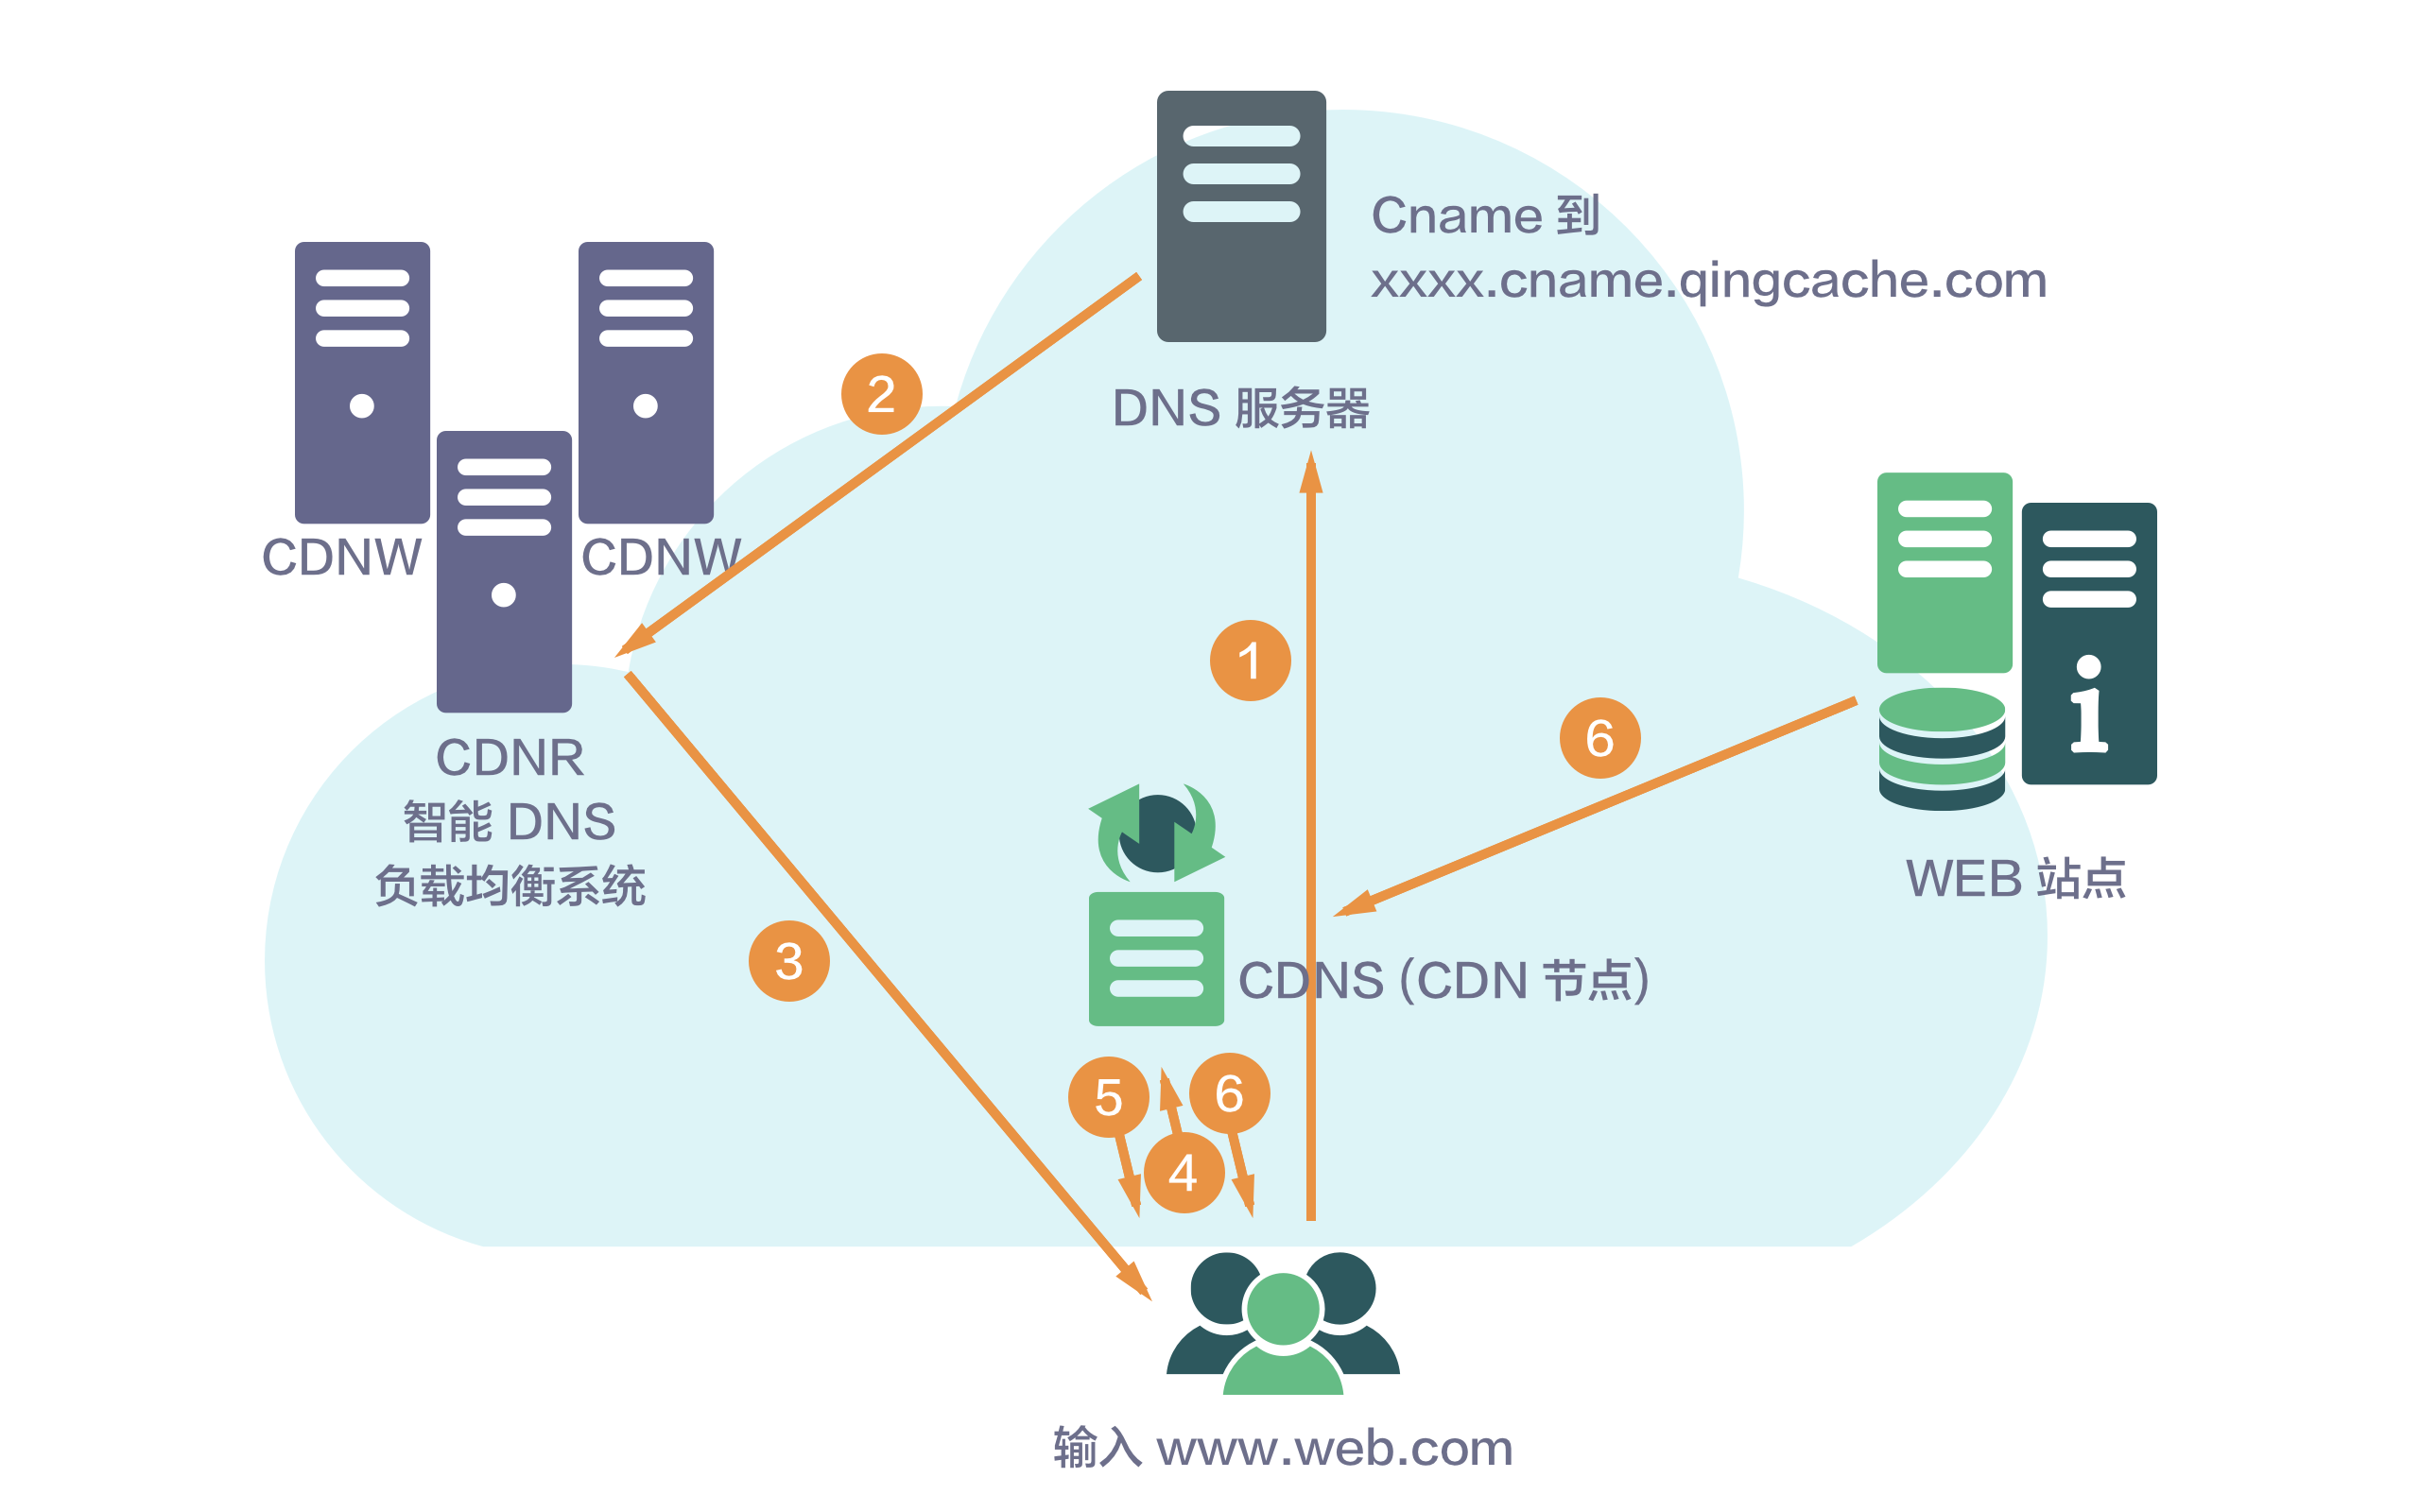 Cname 到
xxxxx.cname.qingcache.com
DNS 服务器
2
CDNW
CDNW
1
6
CDNR
智能 DNS
负载均衡系统
WEB 站点
3
CDNS (CDN 节点)
5
6
4
输入 www.web.com